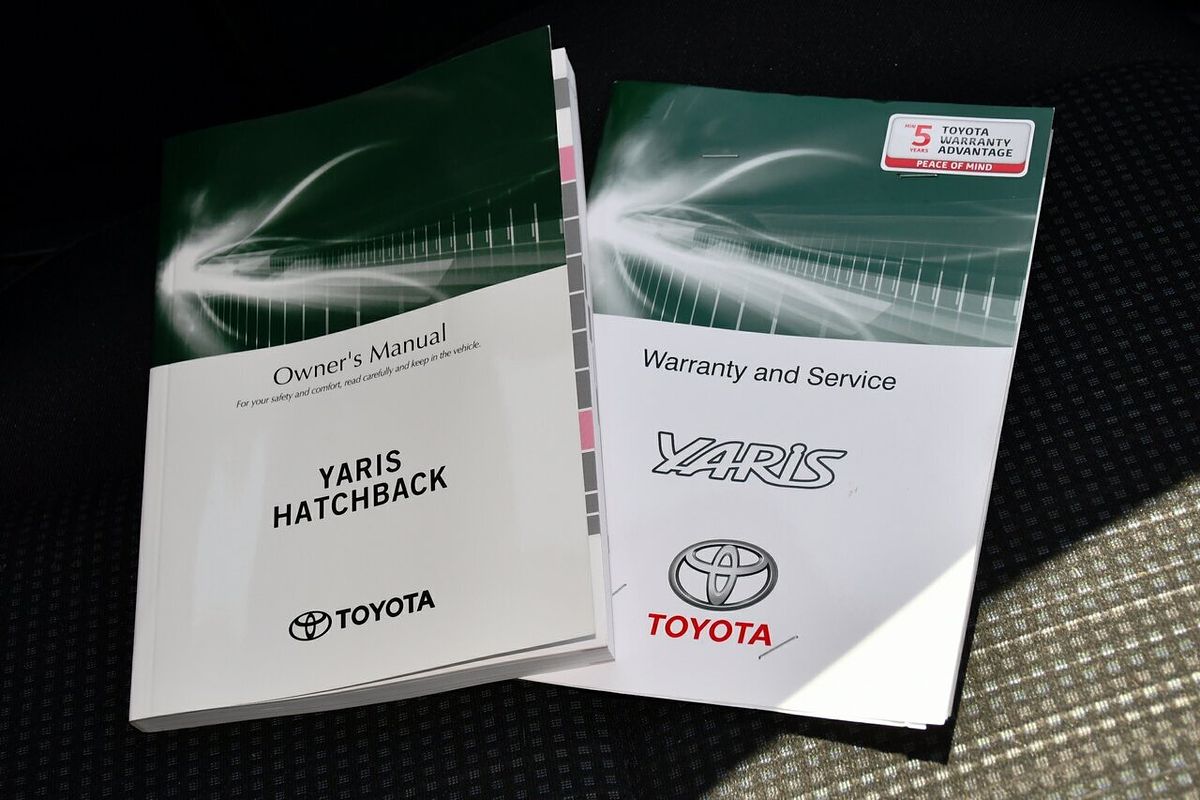 Owner's Manual
For your safety and comfort, read carefully and keep in the vehicle.
YARIS
HATCHBACK
TOYOTA
MIN 5 YEARS
TOYOTA
WARRANTY
ADVANTAGE
PEACE OF MIND
Warranty and Service
YARIS
TOYOTA